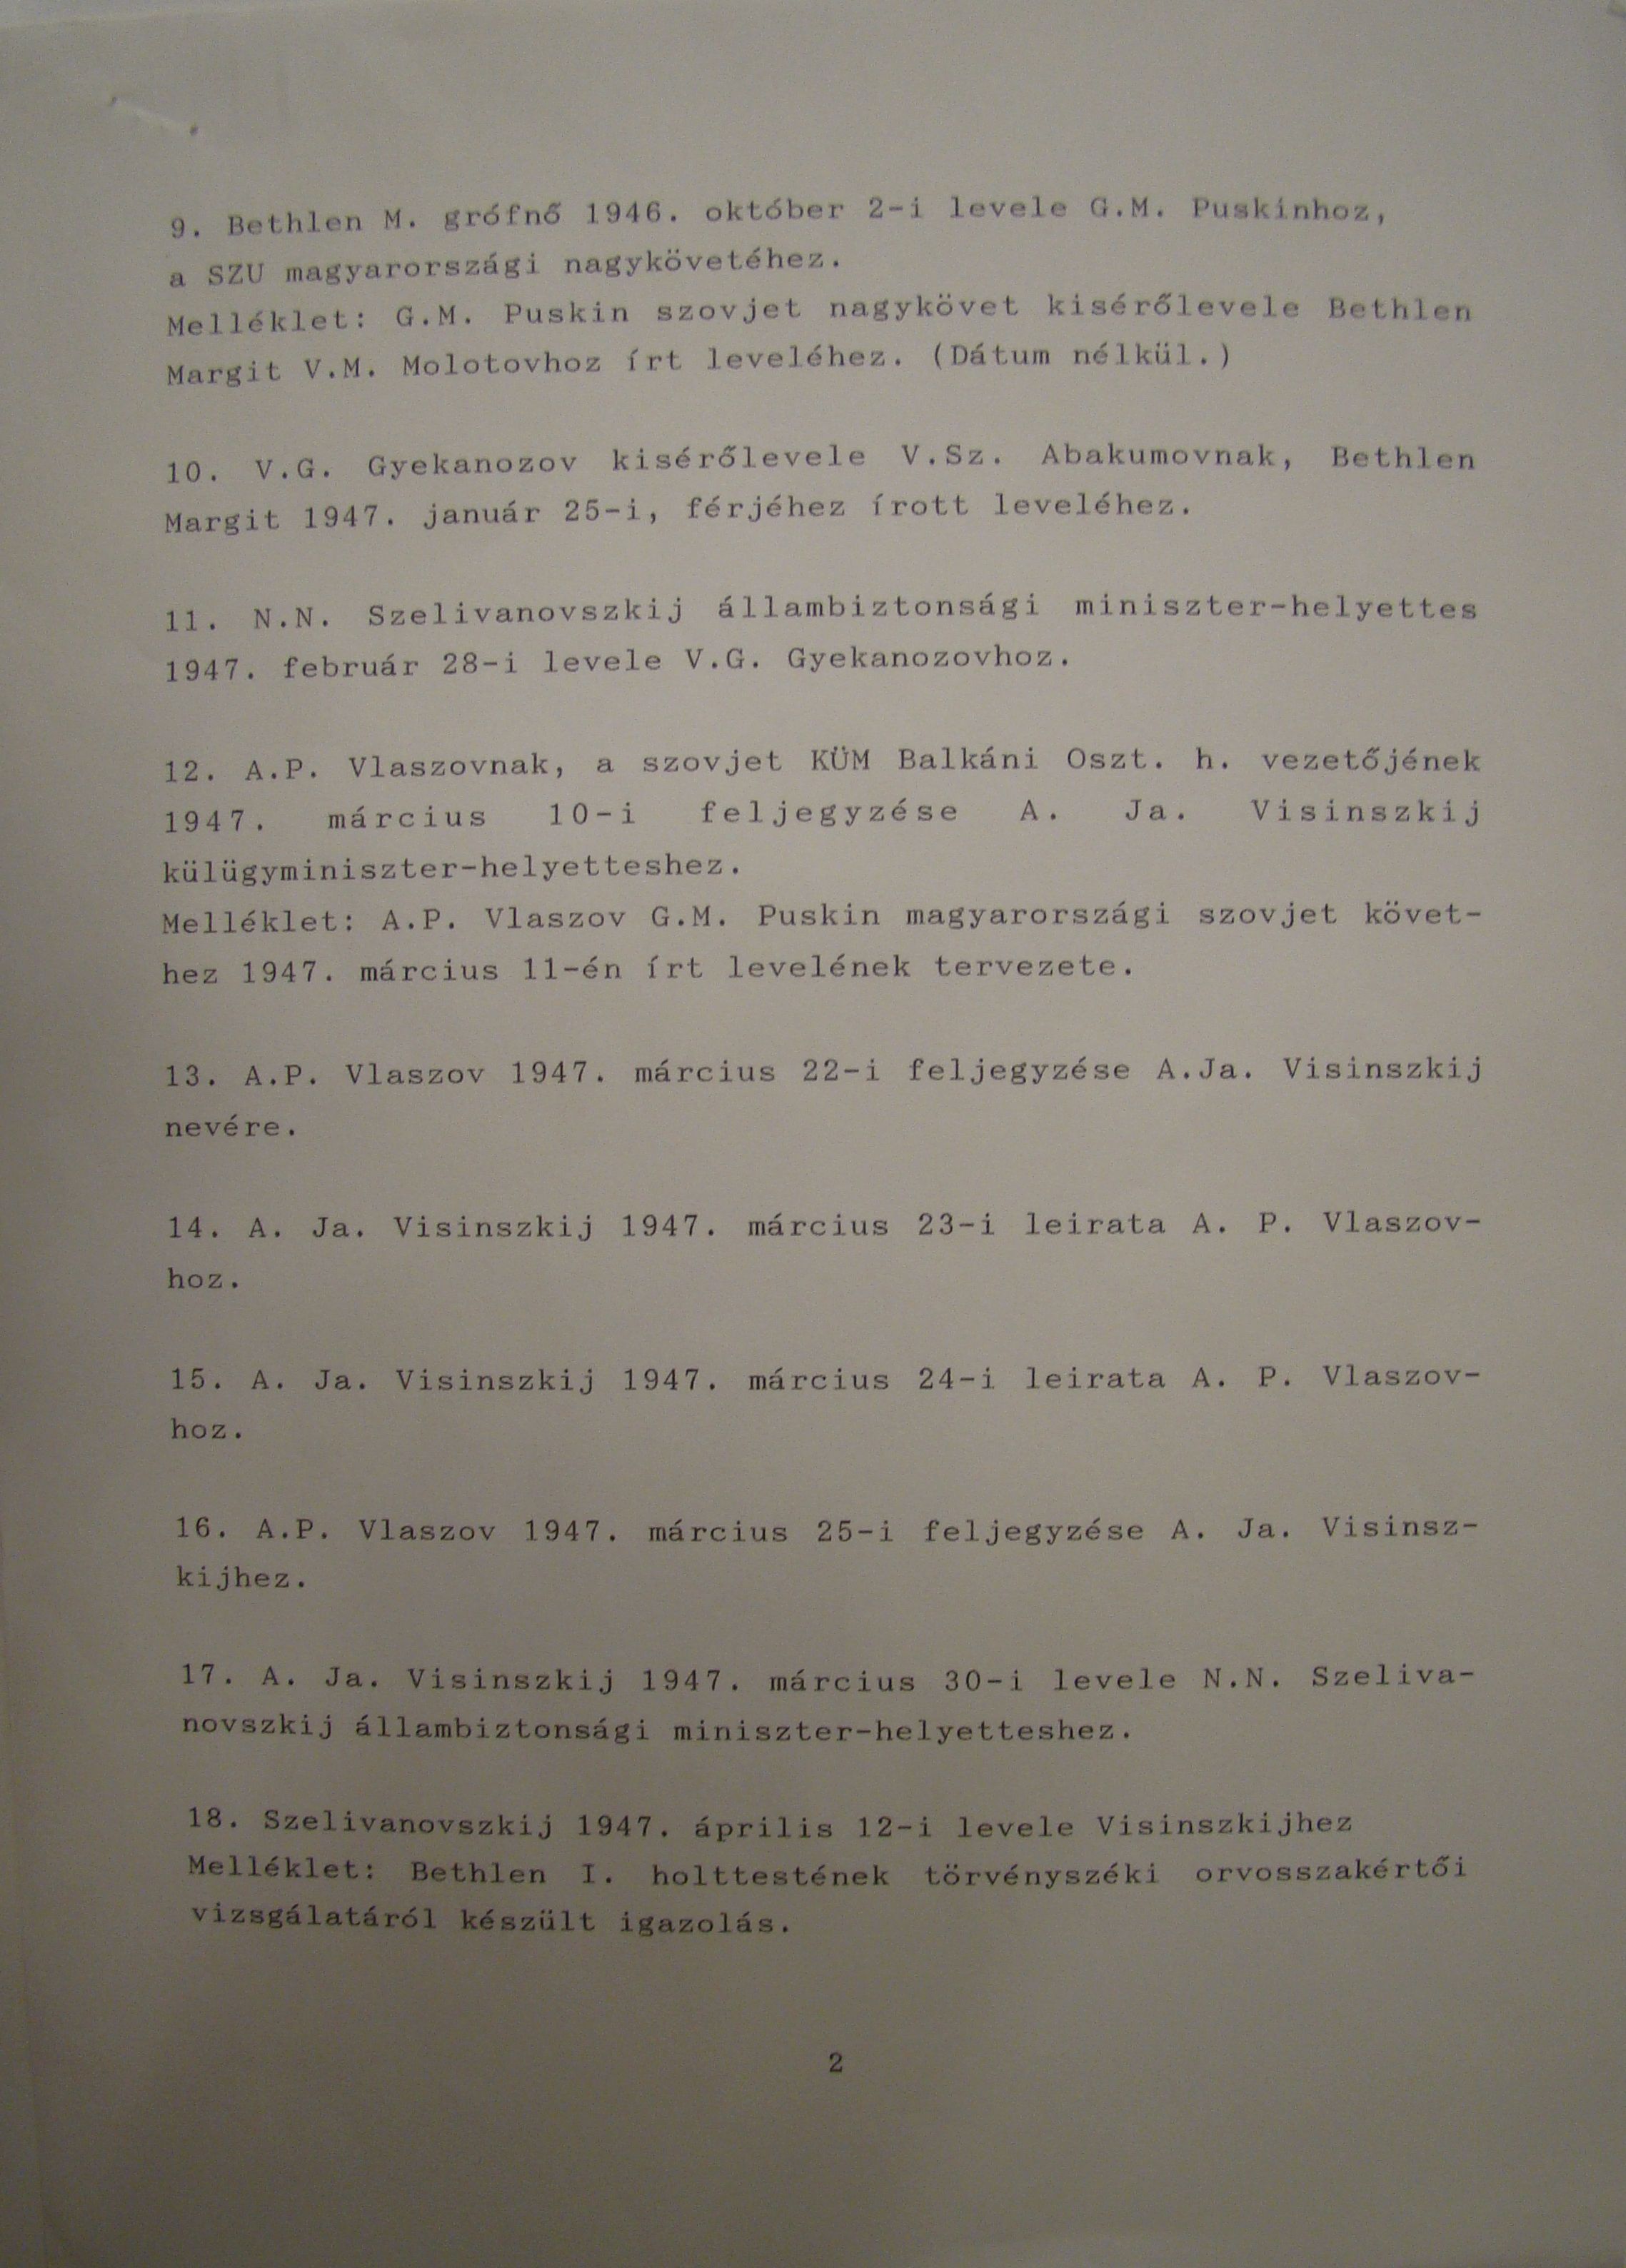 9. Bethlen M. grófnő 1946. október 2-i levele G.M. Puskinhoz,
a SZU magyarországi nagykövetéhez.
Melléklet: G.M. Puskin szovjet nagykövet kisérőlevele Bethlen
Margit V.M. Molotovhoz írt leveléhez. (Dátum nélkül.)
10. V.G. Gyekanozov kisérőlevele V.Sz. Abakumovnak, Bethlen
Margit 1947. január 25-i, férjéhez írott leveléhez.
11. N.N. Szelivanovszkij állambiztonsági miniszter-helyettes
1947. február 28-i levele V.G. Gyekanozovhoz.
12. A.P. Vlaszovnak, a szovjet KÜM Balkáni Oszt. h. vezetőjének
1947. március 10-i feljegyzése A. Ja. Visinszkij
külügyminiszter-helyetteshez.
Melléklet: A.P. Vlaszov G.M. Puskin magyarországi szovjet követ-
hez 1947. március 11-én írt levelének tervezete.
13. A.P. Vlaszov 1947. március 22-i feljegyzése A.Ja. Visinszkij
nevére.
14. A. Ja. Visinszkij 1947. március 23-i leirata A. P. Vlaszov-
hoz.
15. A. Ja. Visinszkij 1947. március 24-i leirata A. P. Vlaszov-
hoz.
16. A.P. Vlaszov 1947. március 25-i feljegyzése A. Ja. Visinsz-
kijhez.
17. A. Ja. Visinszkij 1947. március 30-i levele N.N. Szeliva-
novszkij állambiztonsági miniszter-helyetteshez.
18. Szelivanovszkij 1947. április 12-i levele Visinszkijhez
Melléklet: Bethlen I. holttestének törvényszéki orvosszakértői
vizsgálatáról készült igazolás.
2